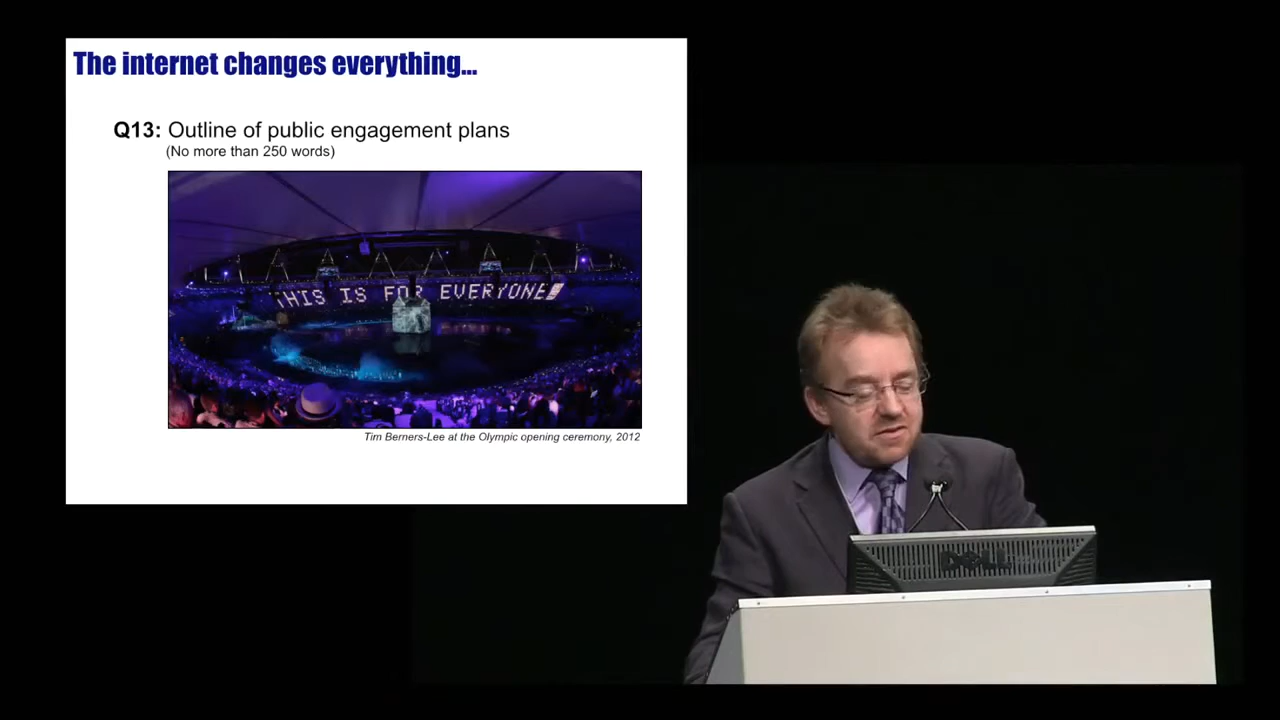 The internet changes everything...
Q13: Outline of public engagement plans
(No more than 250 words)
THIS IS FOR EVERYONE
Tim Berners-Lee at the Olympic opening ceremony, 2012
DELL